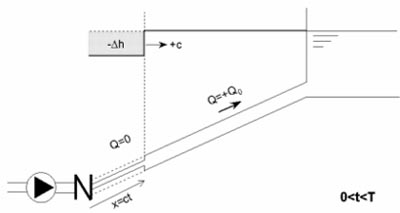 -Δh
+c
Q=+Q₀
Q=0
x=ct
N
0<t<T